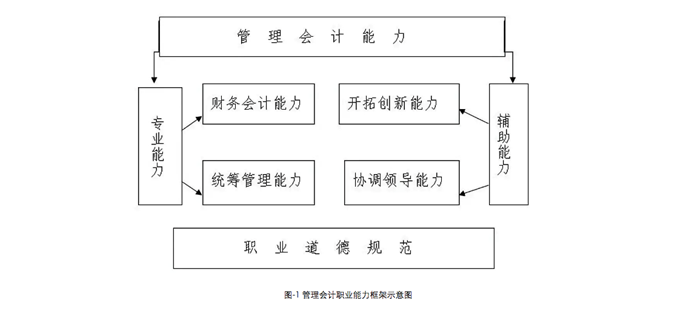 管理会计能力
专业能力
财务会计能力
开拓创新能力
辅助能力
统筹管理能力
协调领导能力
职业道德规范
图-1 管理会计职业能力框架示意图